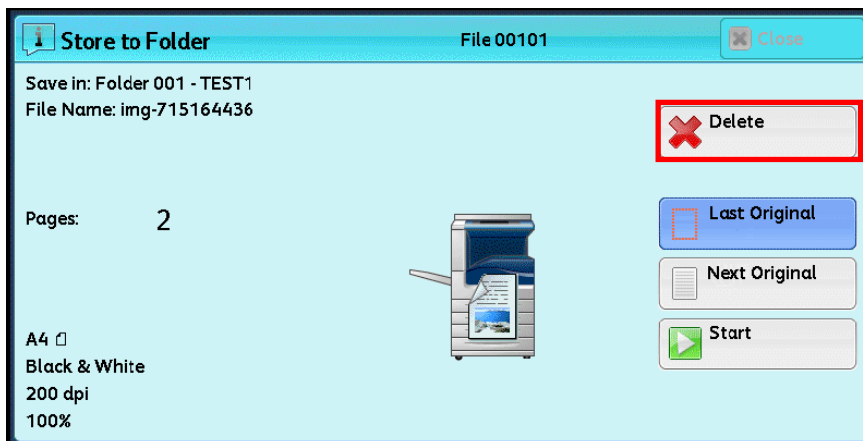 Store to Folder File 00101 Close
Save in: Folder 001 - TEST1
File Name: img-715164436
Delete
Pages: 2
Last Original
Next Original
Start
A4
Black & White
200 dpi
100%